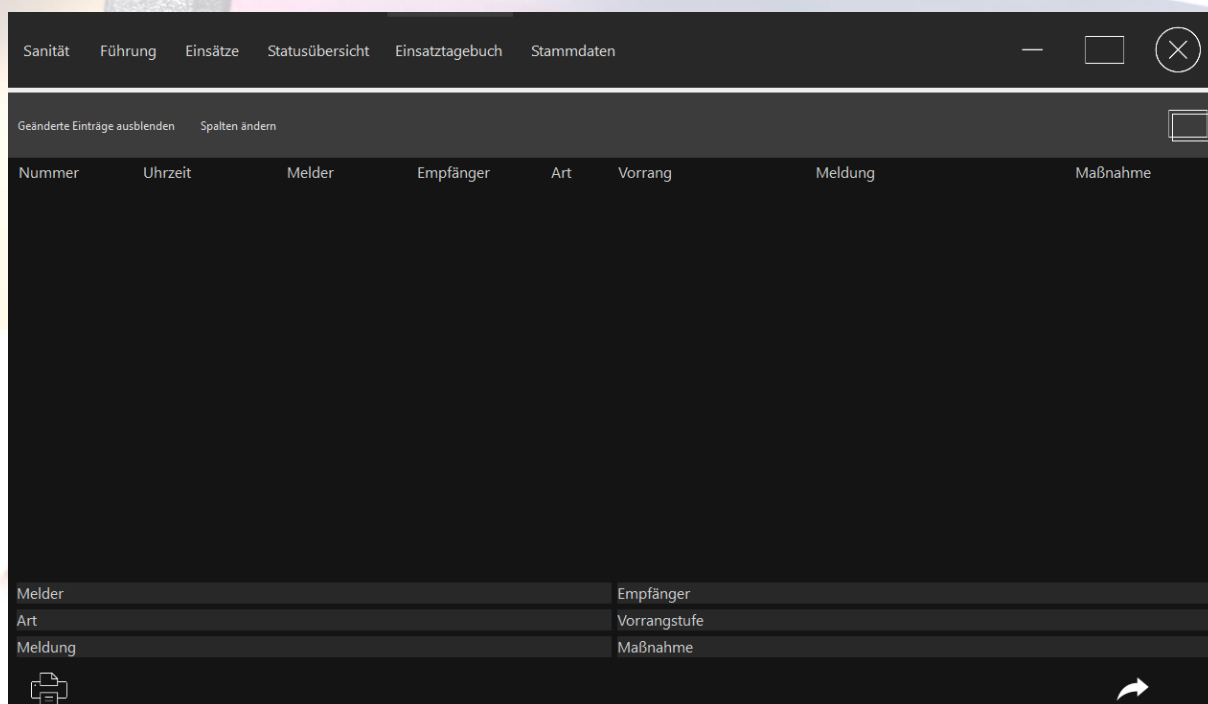 Sanität Führung Einsätze Statusübersicht Einsatztagebuch Stammdaten
Geänderte Einträge ausblenden Spalten ändern
Nummer Uhrzeit Melder Empfänger Art Vorrang Meldung Maßnahme
Melder Empfänger
Art Vorrangstufe
Meldung Maßnahme